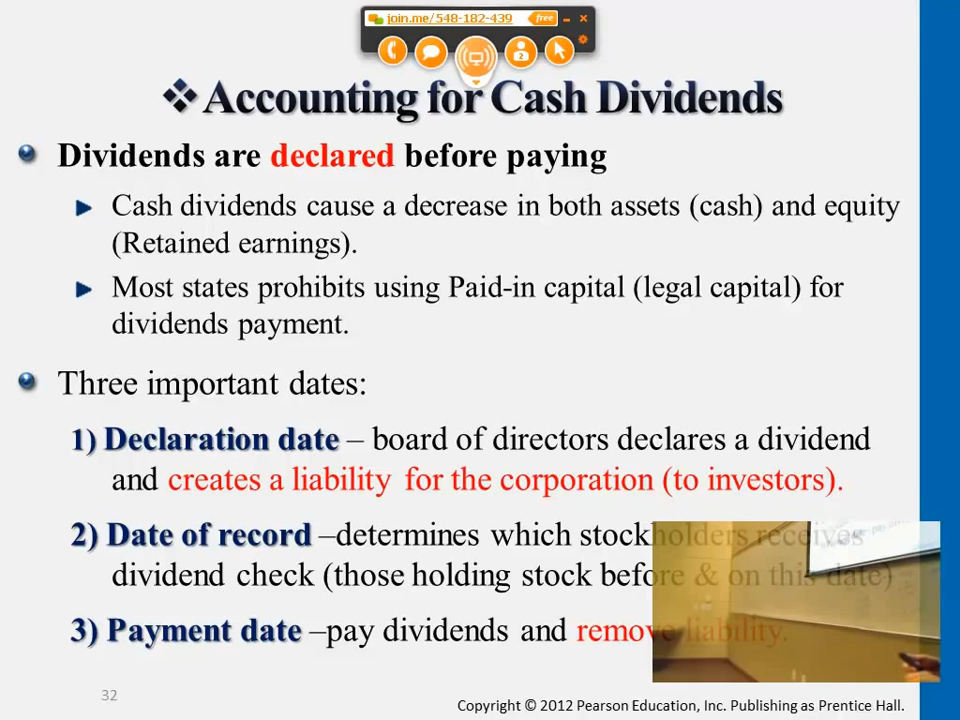 join.me/548-182-439 free
2
❖Accounting for Cash Dividends
Dividends are declared before paying
Cash dividends cause a decrease in both assets (cash) and equity
(Retained earnings).
Most states prohibits using Paid-in capital (legal capital) for
dividends payment.
Three important dates:
1) Declaration date – board of directors declares a dividend
and creates a liability for the corporation (to investors).
2) Date of record –determines which stockholders receives
dividend check (those holding stock before & on this date)
3) Payment date –pay dividends and remove liability.
32
Copyright © 2012 Pearson Education, Inc. Publishing as Prentice Hall.